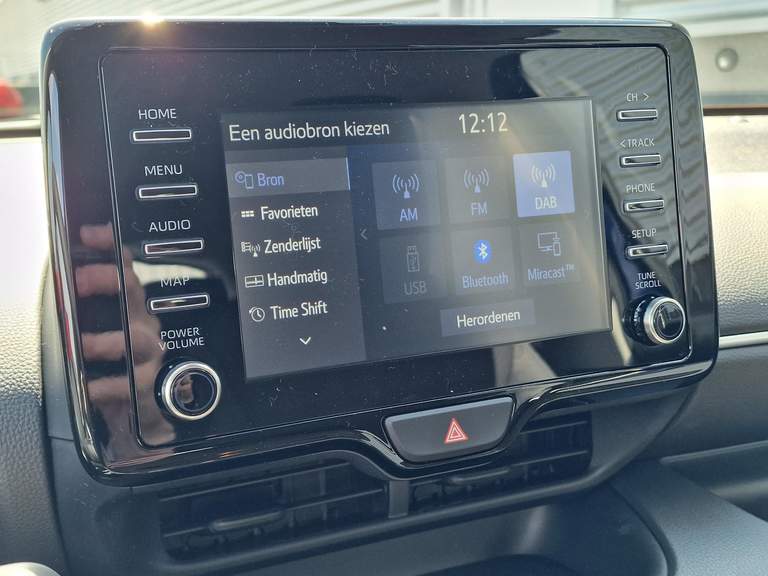 HOME
MENU
AUDIO
MAP
POWER
VOLUME
Een audiobron kiezen 12:12
Bron
Favorieten
Zenderlijst
Handmatig
Time Shift
AM FM DAB
USB Bluetooth Miracast™
Herordenen
CH >
< TRACK
PHONE
SETUP
TUNE
SCROLL